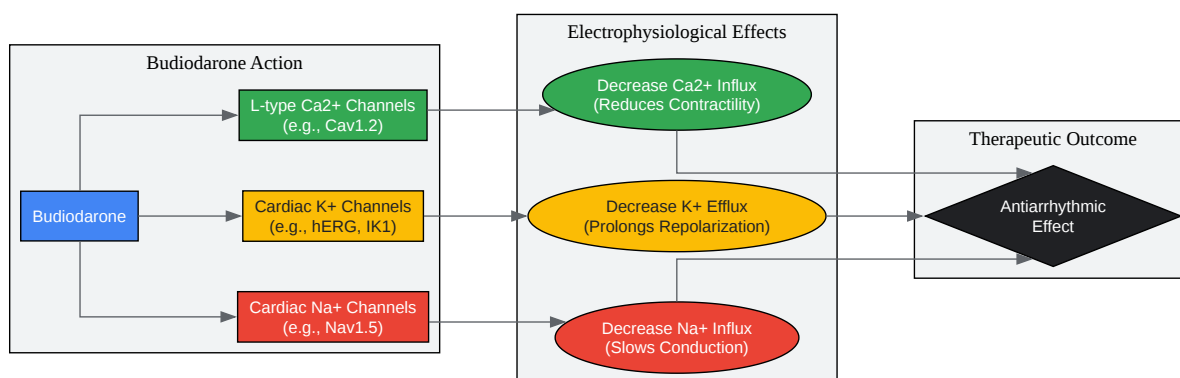 Budiodarone Action
Budiodarone
L-type Ca2+ Channels
(e.g., Cav1.2)
Cardiac K+ Channels
(e.g., hERG, IK1)
Cardiac Na+ Channels
(e.g., Nav1.5)
Electrophysiological Effects
Decrease Ca2+ Influx
(Reduces Contractility)
Decrease K+ Efflux
(Prolongs Repolarization)
Decrease Na+ Influx
(Slows Conduction)
Therapeutic Outcome
Antiarrhythmic
Effect